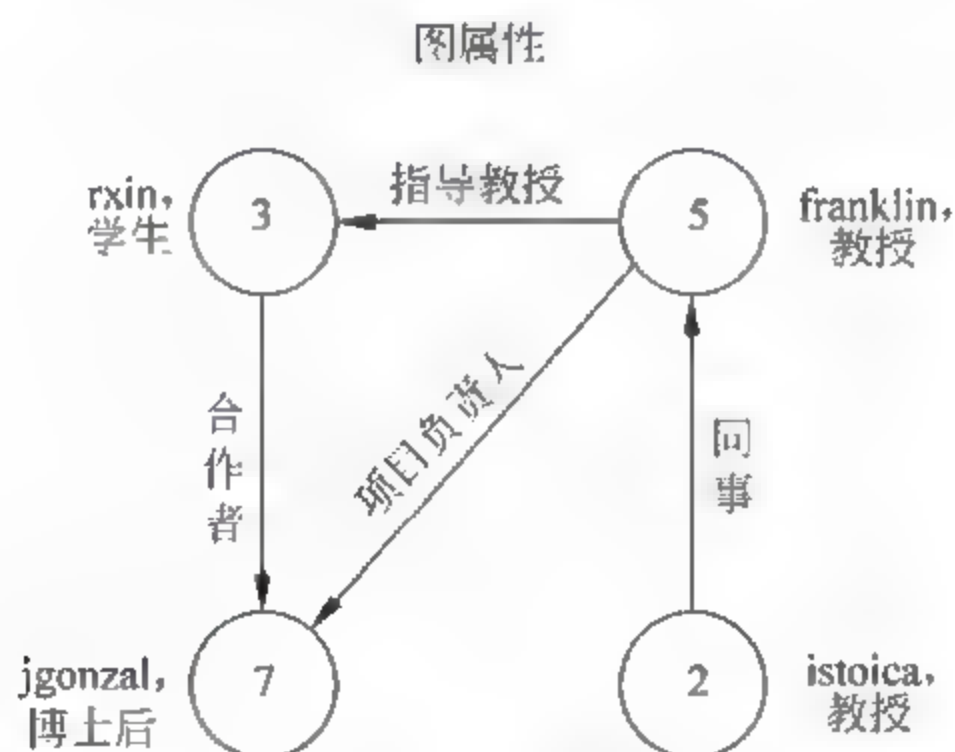 图属性
rxin,
学生
3
指导教授
5
franklin,
教授
合
作
者
项目负责人
同
事
jgonzal,
博士后
7
2
istoica,
教授